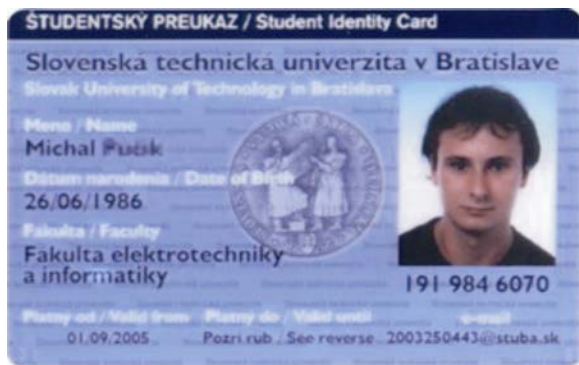 ŠTUDENTSKÝ PREUKAZ / Student Identity Card
Slovenská technická univerzita v Bratislave
Slovak University of Technology in Bratislava
Meno / Name
Michal
Dátum narodenia / Date of Birth
26/06/1986
Fakulta / Faculty
Fakulta elektrotechniky
a informatiky
191 984 6070
Platný od / Valid from Platný do / Valid until e-mail
01.09.2005 Pozri rub / See reverse 2003250443@stuba.sk